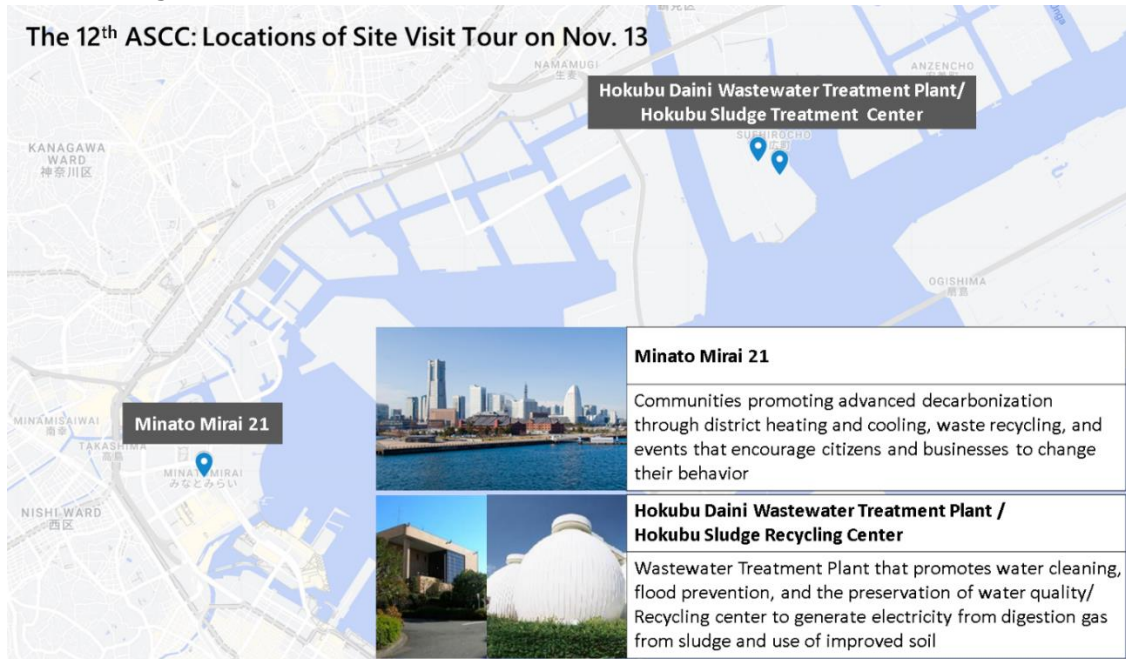 The 12th ASCC: Locations of Site Visit Tour on Nov. 13
NAMAMUGI
生麦
ANZENCHO
Hokubu Daini Wastewater Treatment Plant/
Hokubu Sludge Treatment Center
SUEHIROCHO
KANAGAWA
WARD
神奈川区
OGISHIMA
扇島
Minato Mirai 21
MINAMISAIWAI
南幸
TAKASHIMA
高島
MINATOMIRAI
みなとみらい
NISHI WARD
西区
Minato Mirai 21
Communities promoting advanced decarbonization
through district heating and cooling, waste recycling, and
events that encourage citizens and businesses to change
their behavior
Hokubu Daini Wastewater Treatment Plant /
Hokubu Sludge Recycling Center
Wastewater Treatment Plant that promotes water cleaning,
flood prevention, and the preservation of water quality/
Recycling center to generate electricity from digestion gas
from sludge and use of improved soil